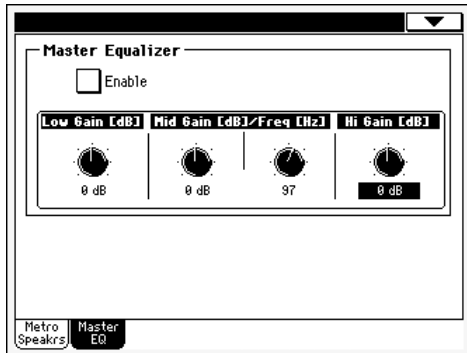 Master Equalizer
Enable
Low Gain [dB] Mid Gain [dB]/Freq [Hz] Hi Gain [dB]
0 dB 0 dB 97 0 dB
Metro Speakrs Master EQ